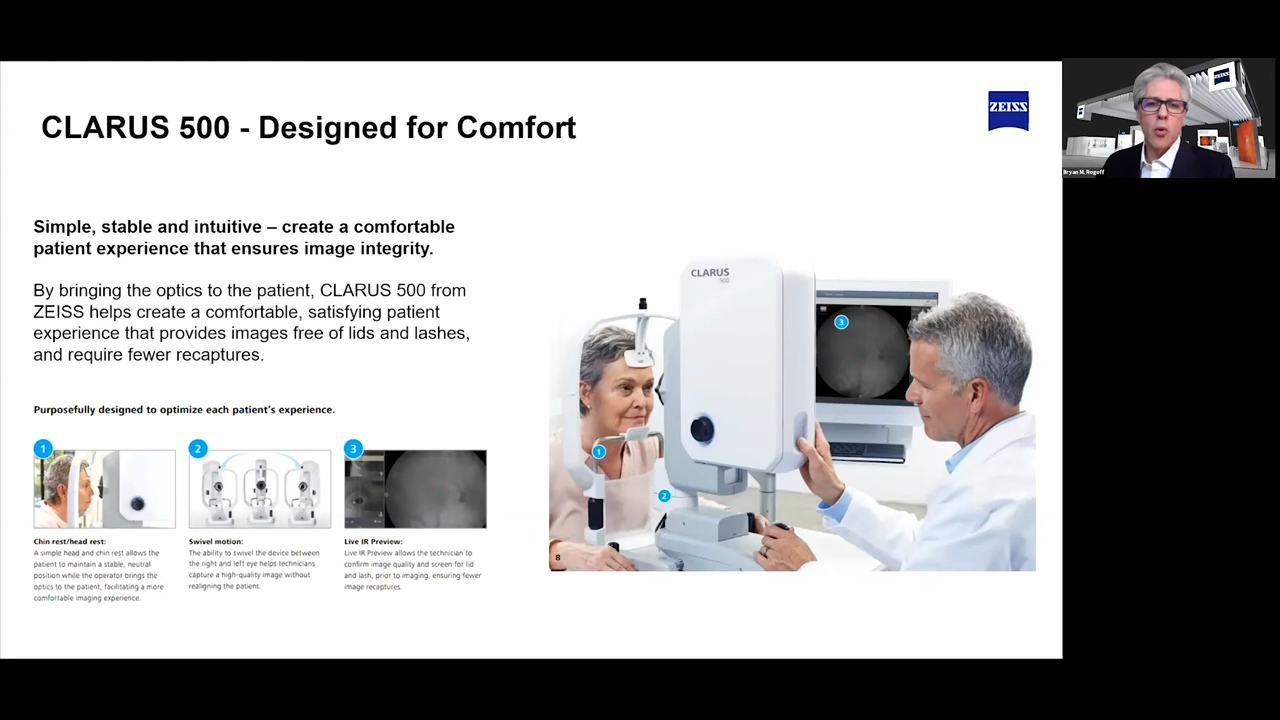 CLARUS 500 - Designed for Comfort
ZEISS
ZEISS
Bryan M. Rogoff
Simple, stable and intuitive – create a comfortable
patient experience that ensures image integrity.
By bringing the optics to the patient, CLARUS 500 from
ZEISS helps create a comfortable, satisfying patient
experience that provides images free of lids and lashes,
and require fewer recaptures.
Purposefully designed to optimize each patient's experience.
1
2
3
Chin rest/head rest:
A simple head and chin rest allows the
patient to maintain a stable, neutral
position while the operator brings the
optics to the patient, facilitating a more
comfortable imaging experience.
Swivel motion:
The ability to swivel the device between
the right and left eye helps technicians
capture a high-quality image without
realigning the patient.
Live IR Preview:
Live IR Preview allows the technician to
confirm image quality and screen for lid
and lash, prior to imaging, ensuring fewer
image recaptures.
CLARUS
500
3
1
2
8